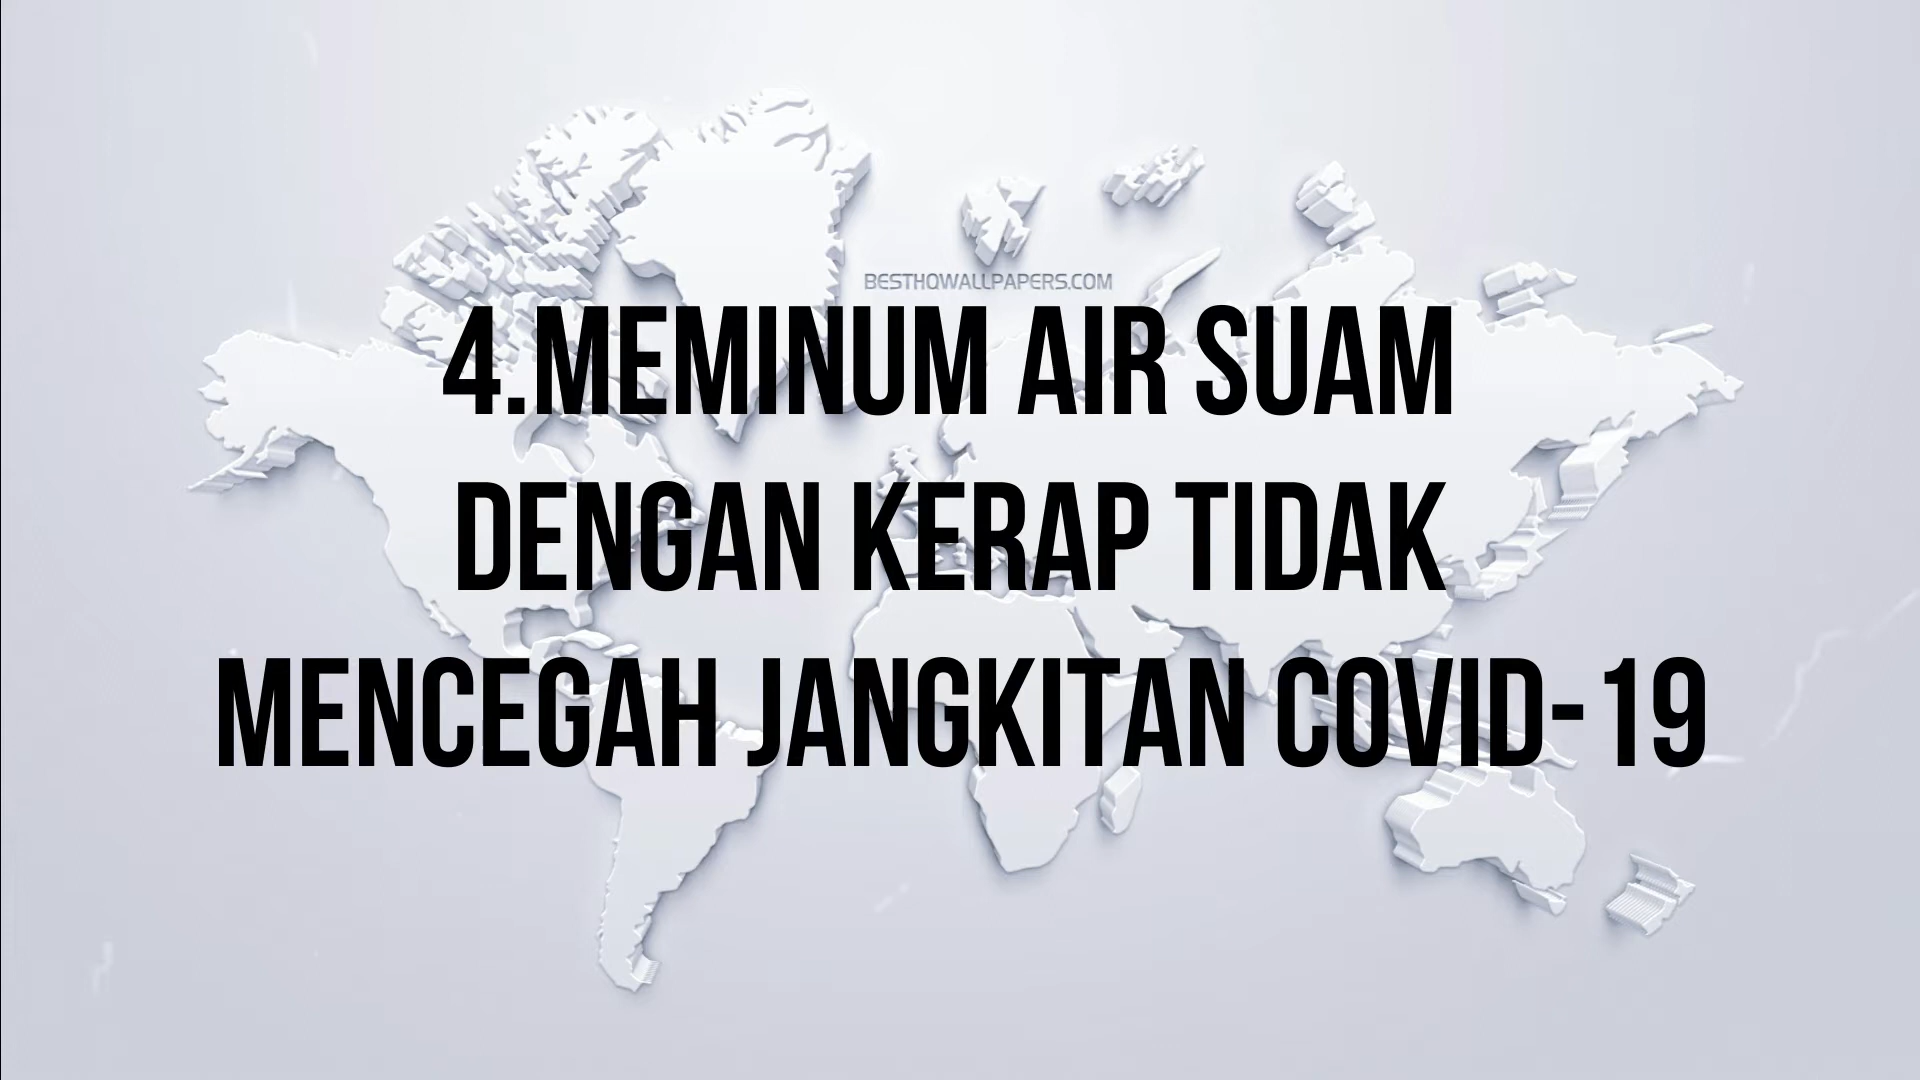 BESTHQWALLPAPERS.COM
4.MEMINUM AIR SUAM
DENGAN KERAP TIDAK
MENCEGAH JANGKITAN COVID-19